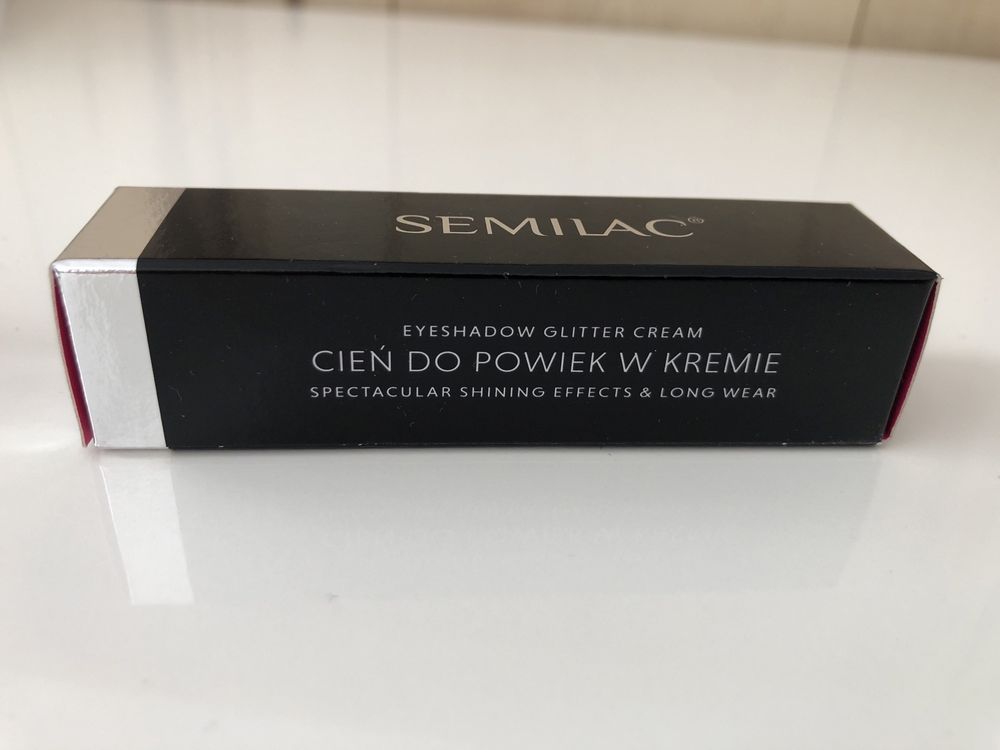 SEMILAC®
EYESHADOW GLITTER CREAM
CIEŃ DO POWIEK W KREMIE
SPECTACULAR SHINING EFFECTS & LONG WEAR